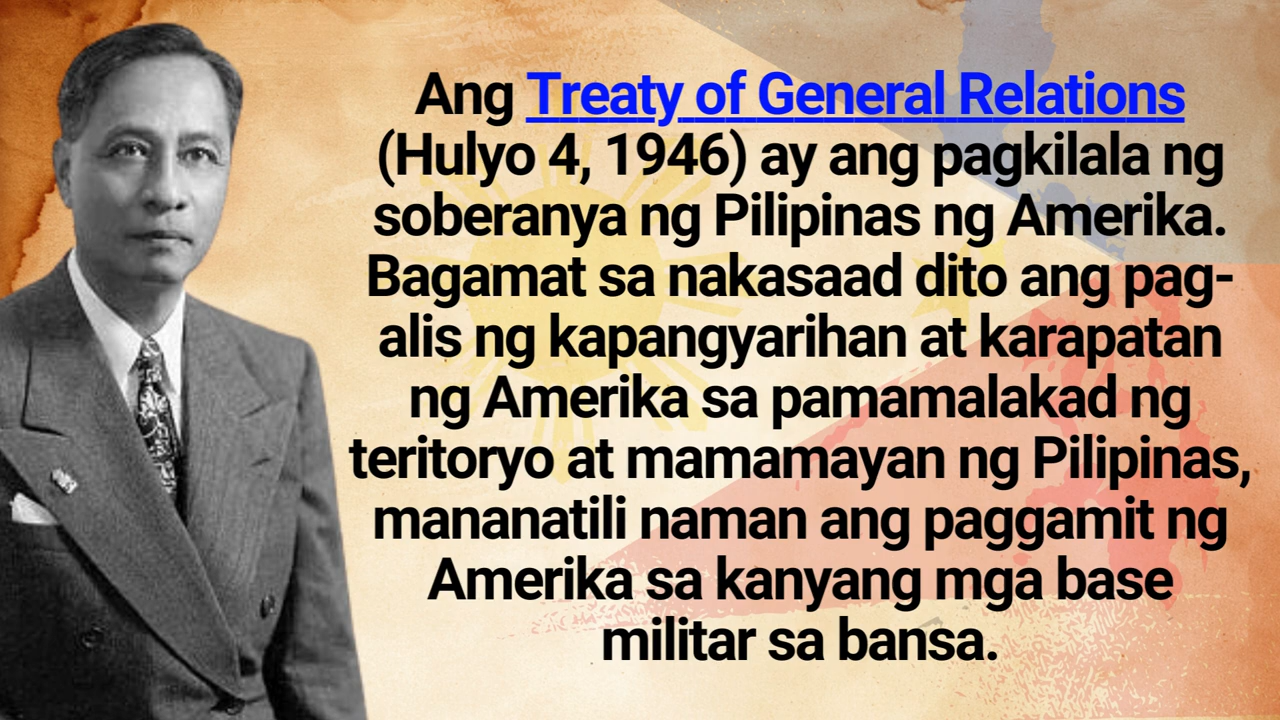 Ang Treaty of General Relations
(Hulyo 4, 1946) ay ang pagkilala ng
soberanya ng Pilipinas ng Amerika.
Bagamat sa nakasaad dito ang pag-
alis ng kapangyarihan at karapatan
ng Amerika sa pamamalakad ng
teritoryo at mamamayan ng Pilipinas,
mananatili naman ang paggamit ng
Amerika sa kanyang mga base
militar sa bansa.